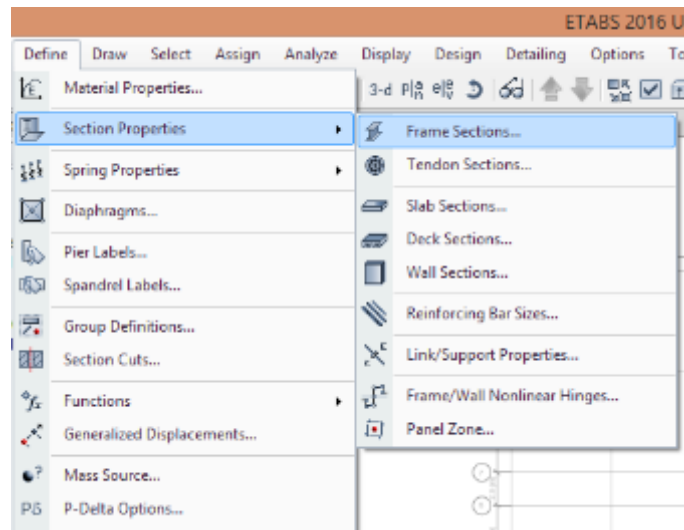 ETABS 2016 U
Define Draw Select Assign Analyze Display Design Detailing Options To
3-d
Material Properties...
Section Properties
Spring Properties
Diaphragms...
Pier Labels...
Spandrel Labels...
Group Definitions...
Section Cuts...
Functions
Generalized Displacements...
Mass Source...
Pδ P-Delta Options...
Frame Sections...
Tendon Sections...
Slab Sections...
Deck Sections...
Wall Sections...
Reinforcing Bar Sizes...
Link/Support Properties...
Frame/Wall Nonlinear Hinges...
Panel Zone...